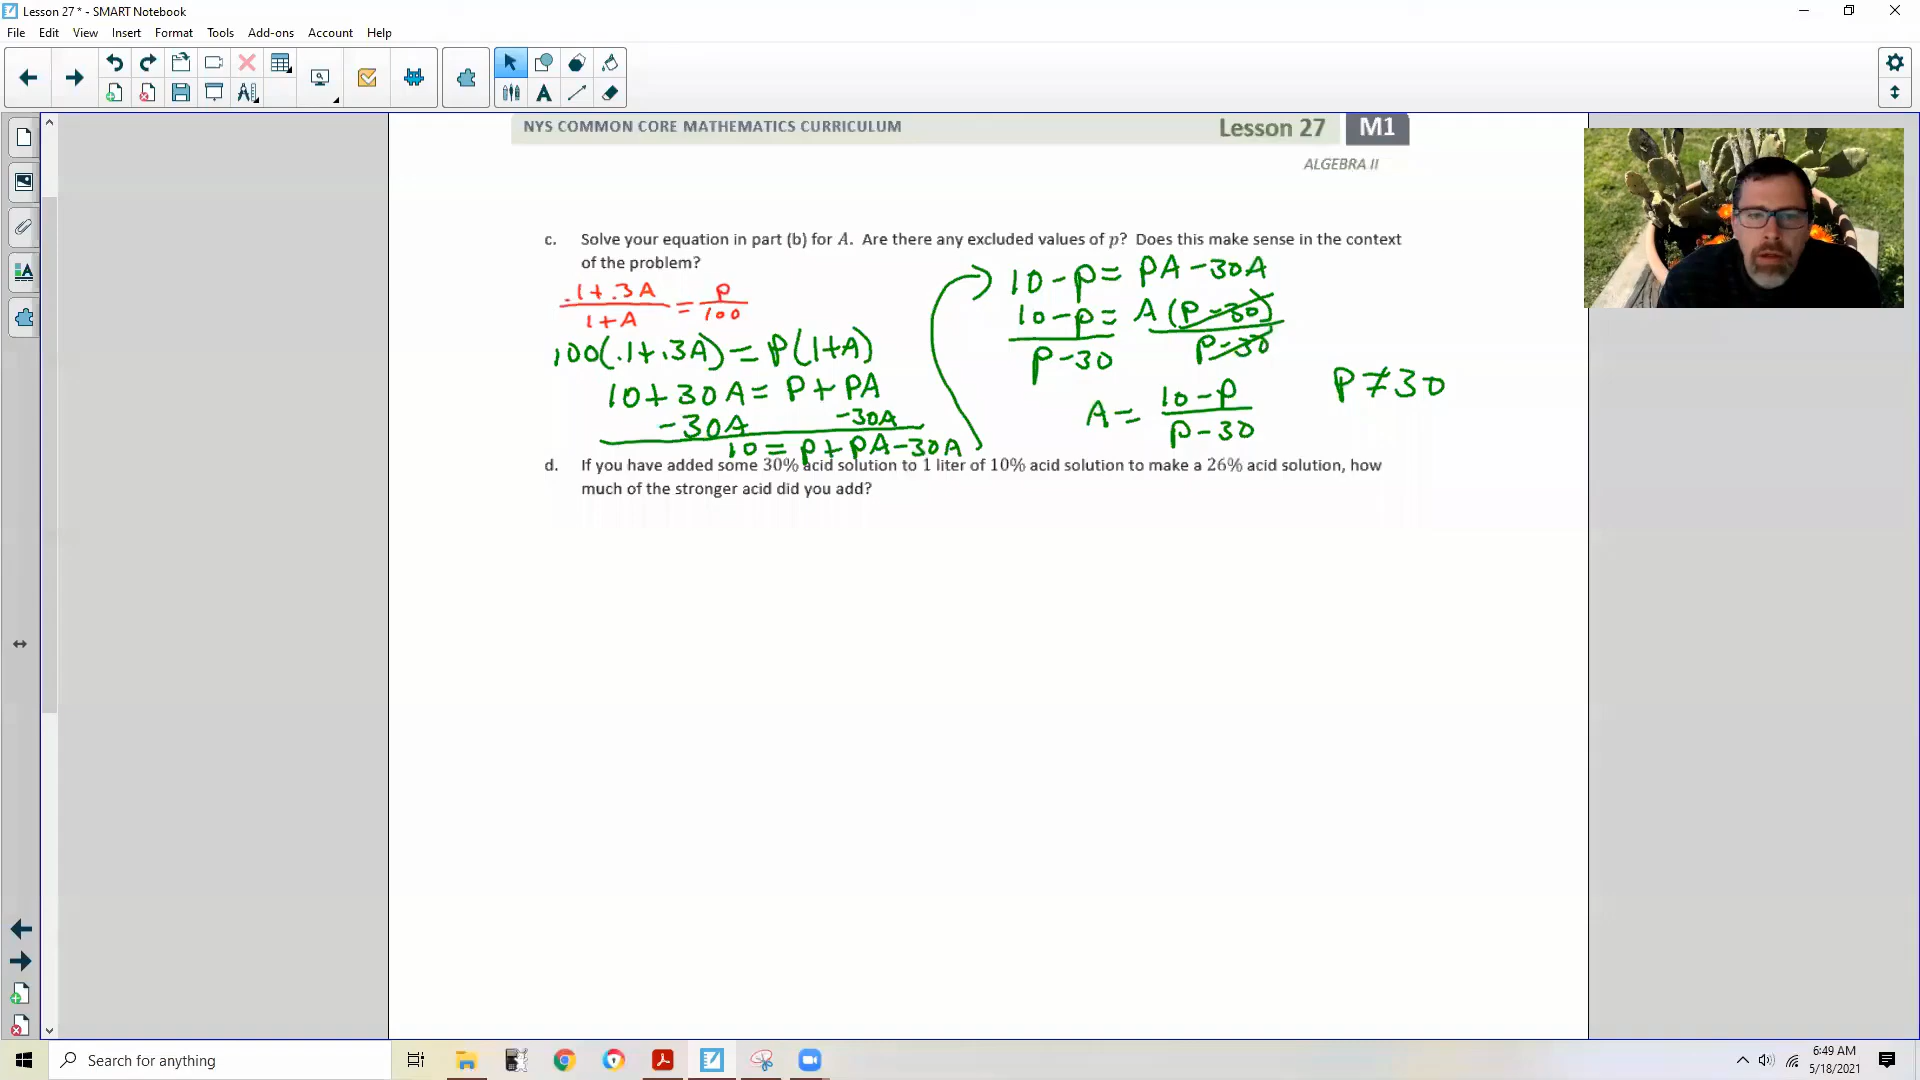 Lesson 27 * - SMART Notebook
File Edit View Insert Format Tools Add-ons Account Help
NYS COMMON CORE MATHEMATICS CURRICULUM
Lesson 27 M1
ALGEBRA II
c. Solve your equation in part (b) for A. Are there any excluded values of p? Does this make sense in the context
of the problem?
.1+.3A / 1+A = P / 100
100(.1+.3A) = P(1+A)
10+30A = P+PA
-30A -30A
10 = P+PA-30A
10-P = PA-30A
10-P / P-30 = A(P-30) / P-30
A = 10-P / P-30
P≠30
d. If you have added some 30% acid solution to 1 liter of 10% acid solution to make a 26% acid solution, how
much of the stronger acid did you add?
Search for anything
6:49 AM
5/18/2021